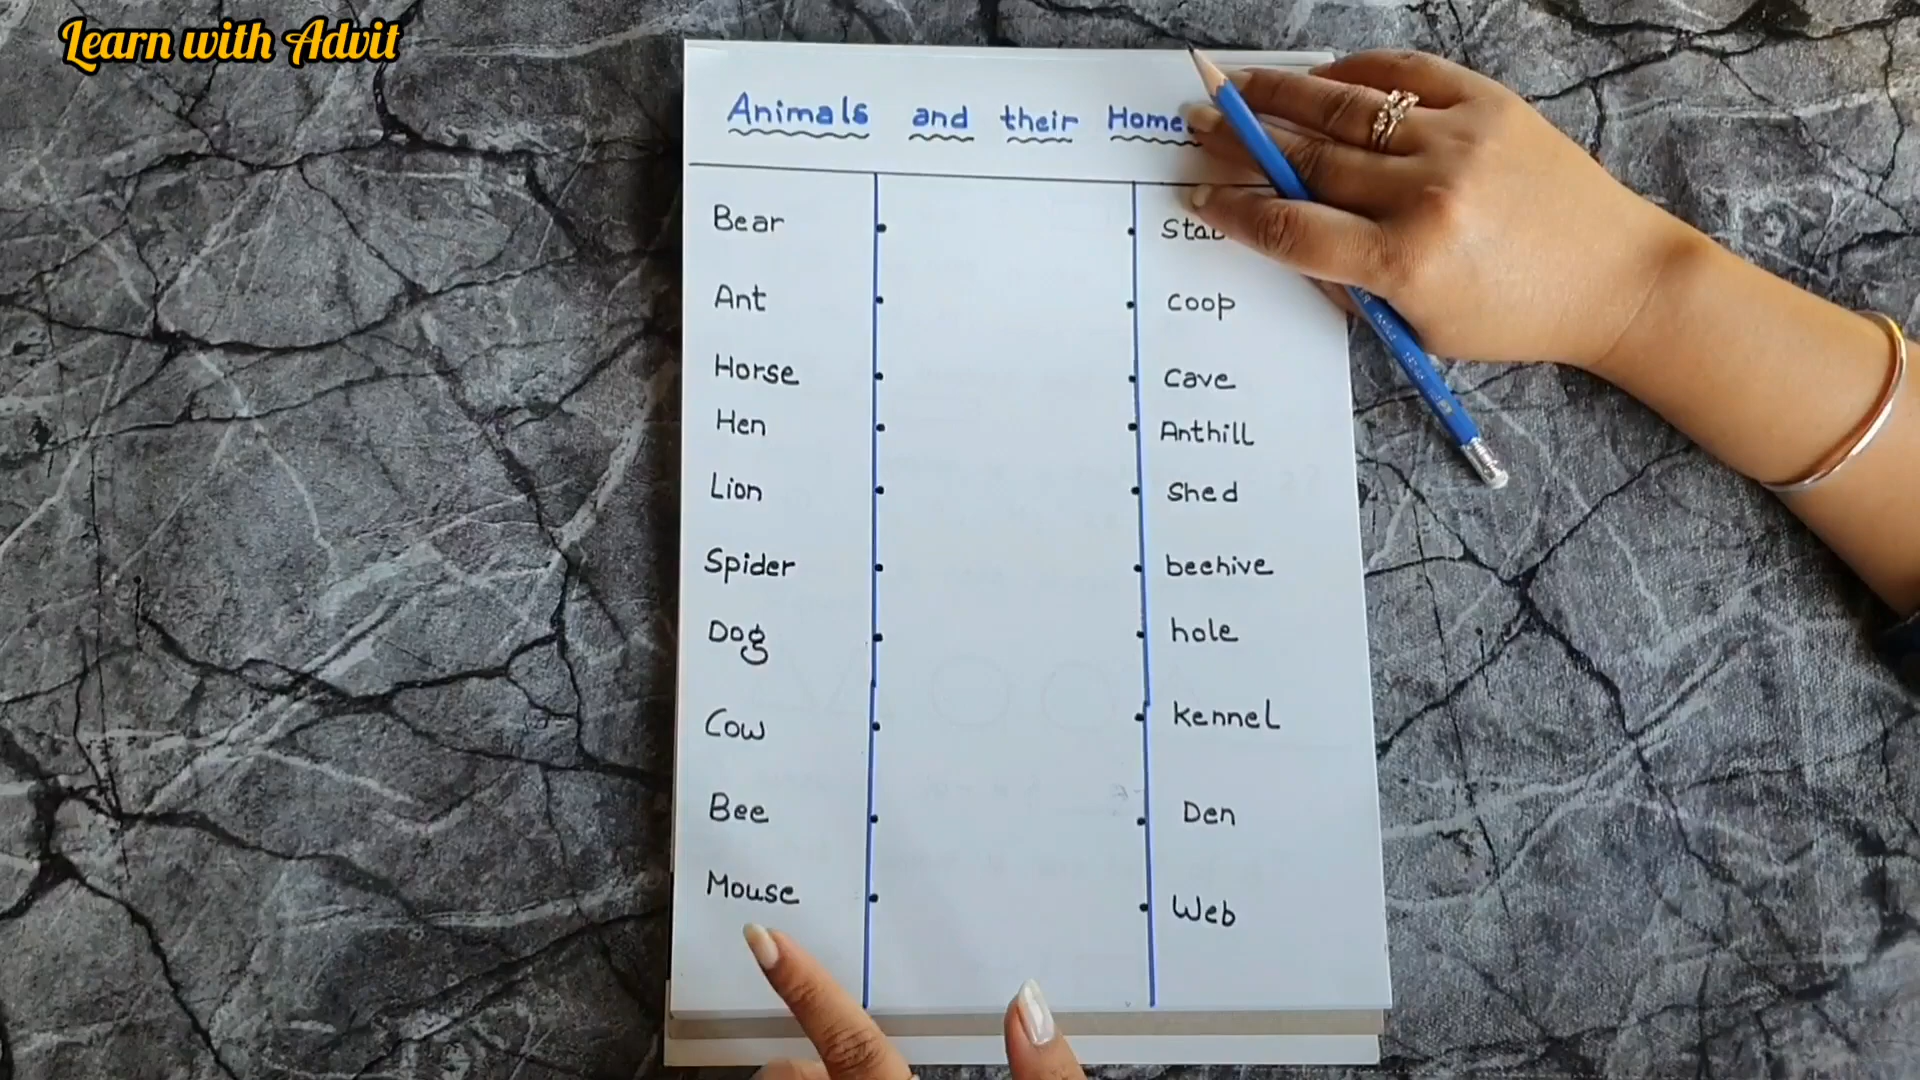 Learn with Advit
Animals and their
Bear
Ant coop
Horse cave
Hen Anthill
Lion shed
Spider beehive
Dog hole
Cow kennel
Bee Den
Mouse Web